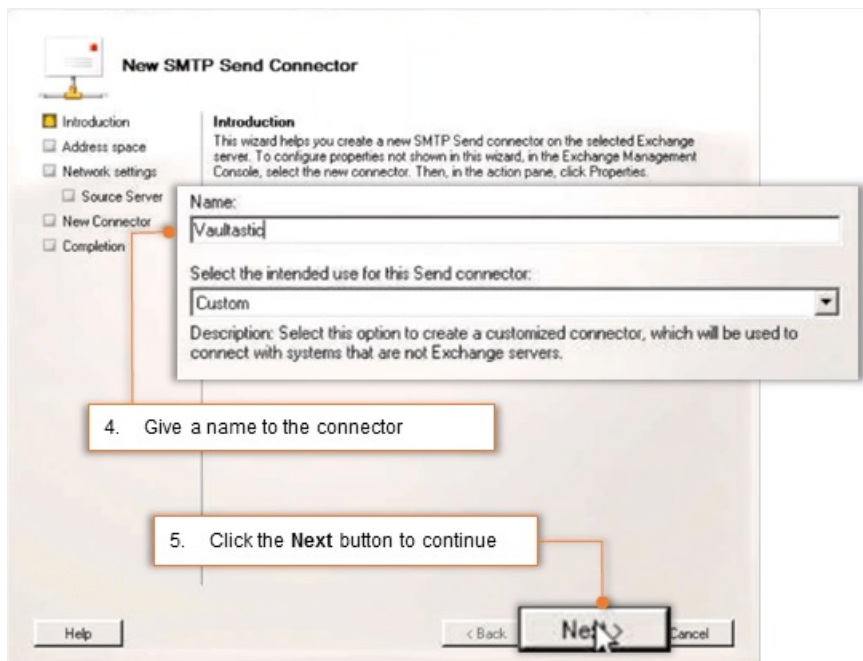 New SMTP Send Connector
Introduction
Address space
Network settings
Source Server
New Connector
Completion
Introduction
This wizard helps you create a new SMTP Send connector on the selected Exchange
server. To configure properties not shown in this wizard, in the Exchange Management
Console, select the new connector. Then, in the action pane, click Properties.
Name:
Vaultastic
Select the intended use for this Send connector:
Custom
Description: Select this option to create a customized connector, which will be used to
connect with systems that are not Exchange servers.
4. Give a name to the connector
5. Click the Next button to continue
Help
< Back
Next >
Cancel